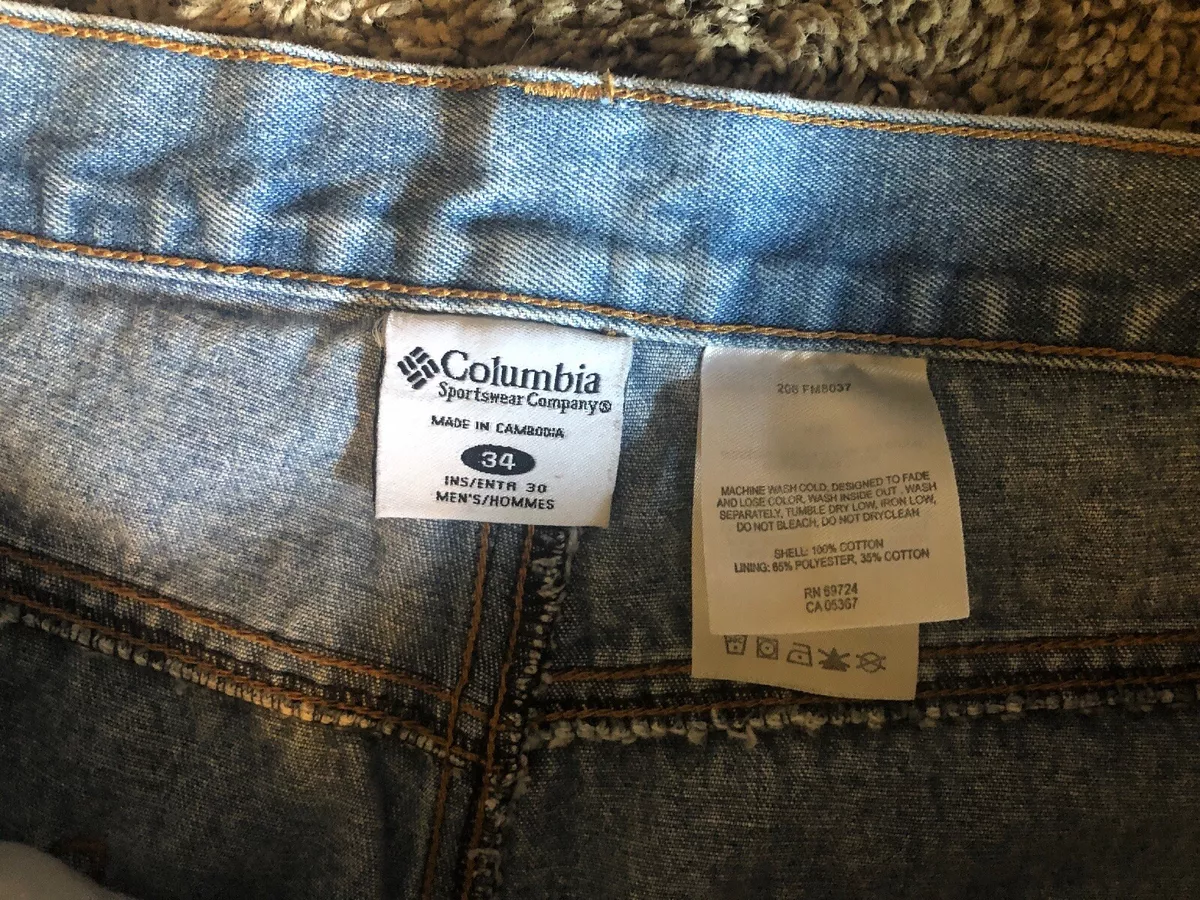 Columbia
Sportswear Company®
MADE IN CAMBODIA
34
INS/ENTR 30
MEN'S/HOMMES
208 FM8037
MACHINE WASH COLD, DESIGNED TO FADE
AND LOSE COLOR, WASH INSIDE OUT . WASH
SEPARATELY, TUMBLE DRY LOW, IRON LOW,
DO NOT BLEACH, DO NOT DRYCLEAN
SHELL: 100% COTTON
LINING: 65% POLYESTER, 35% COTTON
RN 69724
CA 05367